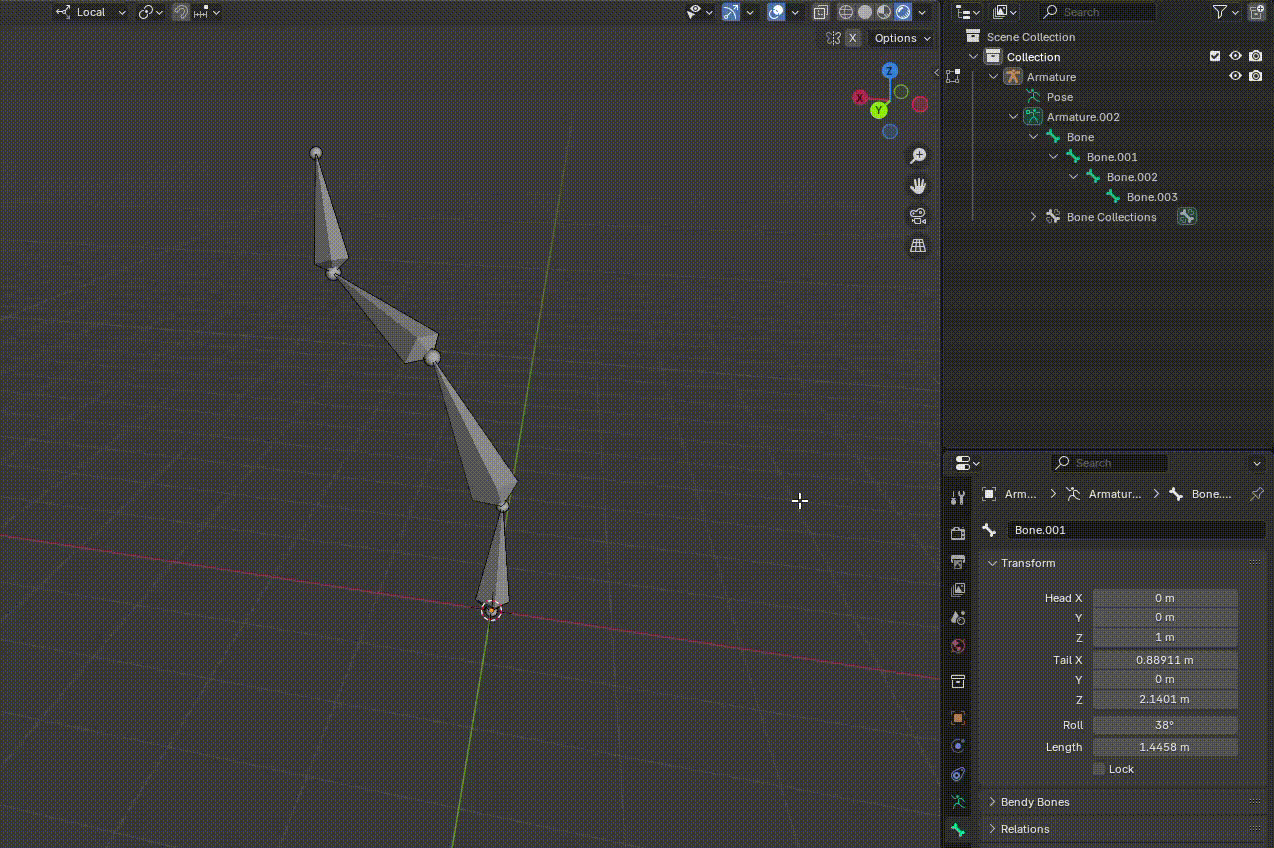 Local
X
Options
Z
X
Y
Search
Scene Collection
Collection
Armature
Pose
Armature.002
Bone
Bone.001
Bone.002
Bone.003
Bone Collections
Search
Arm... Armatur... Bone....
Bone.001
Transform
Head X 0 m
Y 0 m
Z 1 m
Tail X 0.88911 m
Y 0 m
Z 2.1401 m
Roll 38°
Length 1.4458 m
Lock
Bendy Bones
Relations